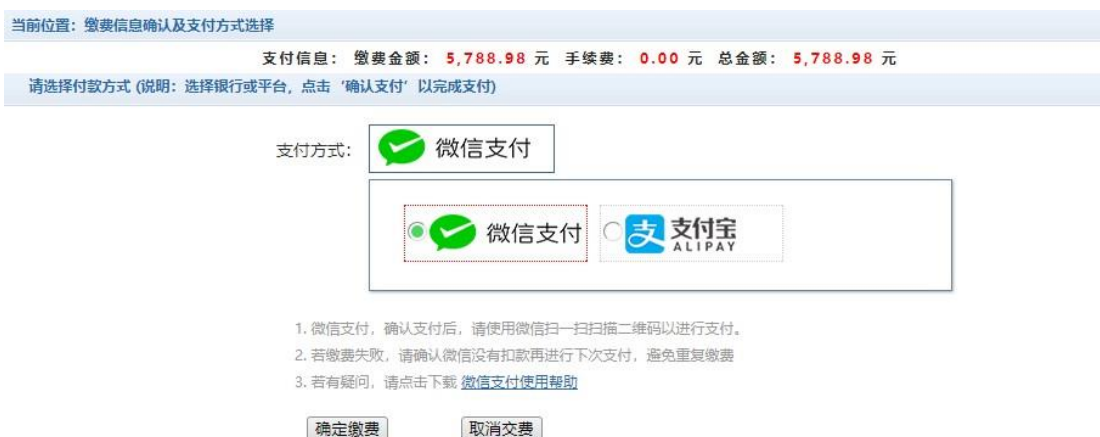 当前位置：缴费信息确认及支付方式选择
支付信息： 缴费金额： 5,788.98 元 手续费： 0.00 元 总金额： 5,788.98 元
请选择付款方式 (说明：选择银行或平台，点击‘确认支付’以完成支付)
支付方式： 微信支付
微信支付 支付宝
ALIPAY
1. 微信支付，确认支付后，请使用微信扫一扫扫描二维码以进行支付。
2. 若缴费失败，请确认微信没有扣款再进行下次支付，避免重复缴费
3. 若有疑问，请点击下载 微信支付使用帮助
确定缴费 取消交费